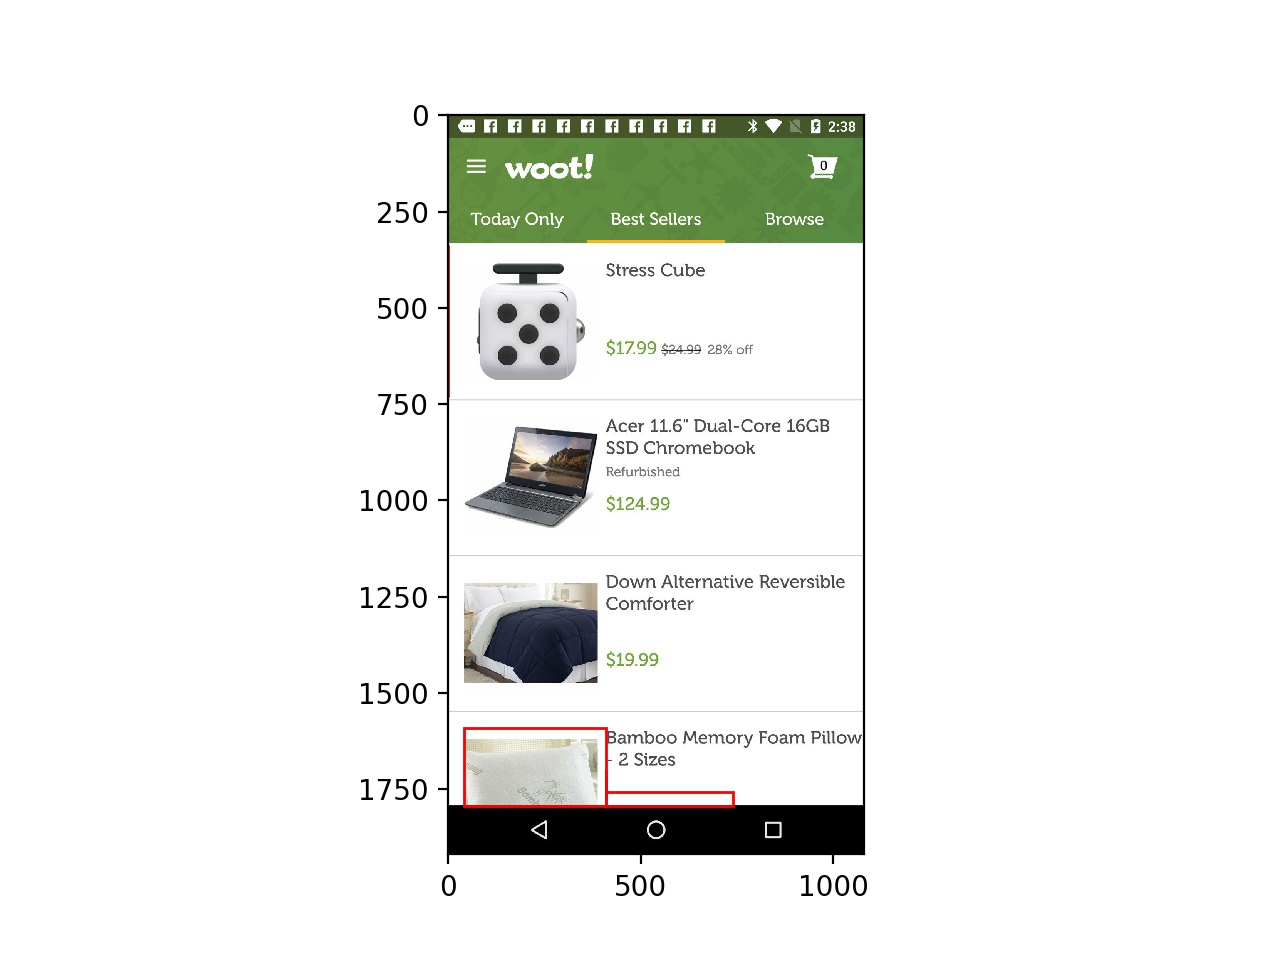 0
250
500
750
1000
1250
1500
1750
2:38
woot!
0
Today Only Best Sellers Browse
Stress Cube
$17.99 $24.99 28% off
Acer 11.6" Dual-Core 16GB
SSD Chromebook
Refurbished
$124.99
Down Alternative Reversible
Comforter
$19.99
Bamboo Memory Foam Pillow
- 2 Sizes
0 500 1000